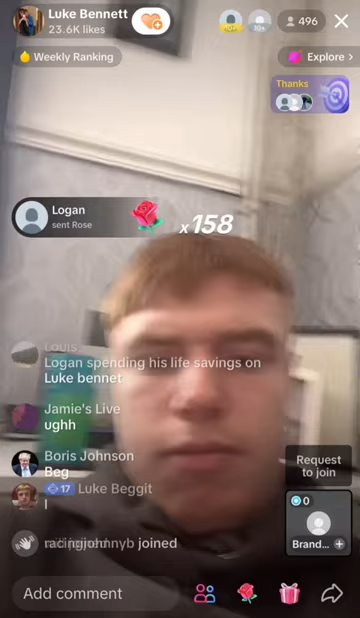 Luke Bennett
23.6K likes
496
Weekly Ranking
Explore >
Thanks
Logan
sent Rose
x158
Louis
Logan spending his life savings on
Luke bennet
Jamie's Live
ughh
Boris Johnson
Beg
17 Luke Beggit
I
joined
Request
to join
0
Brand...
Add comment